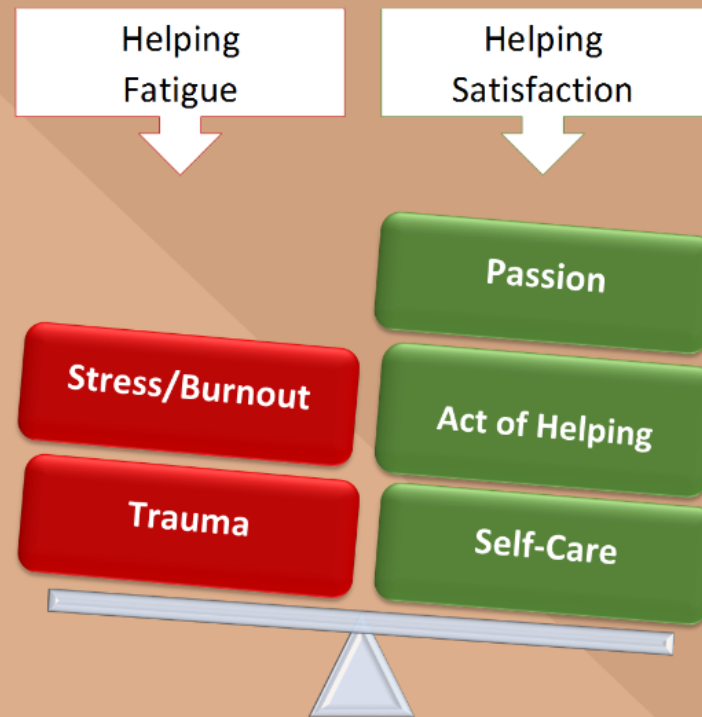 Helping
Fatigue
Helping
Satisfaction
Passion
Stress/Burnout
Act of Helping
Trauma
Self-Care